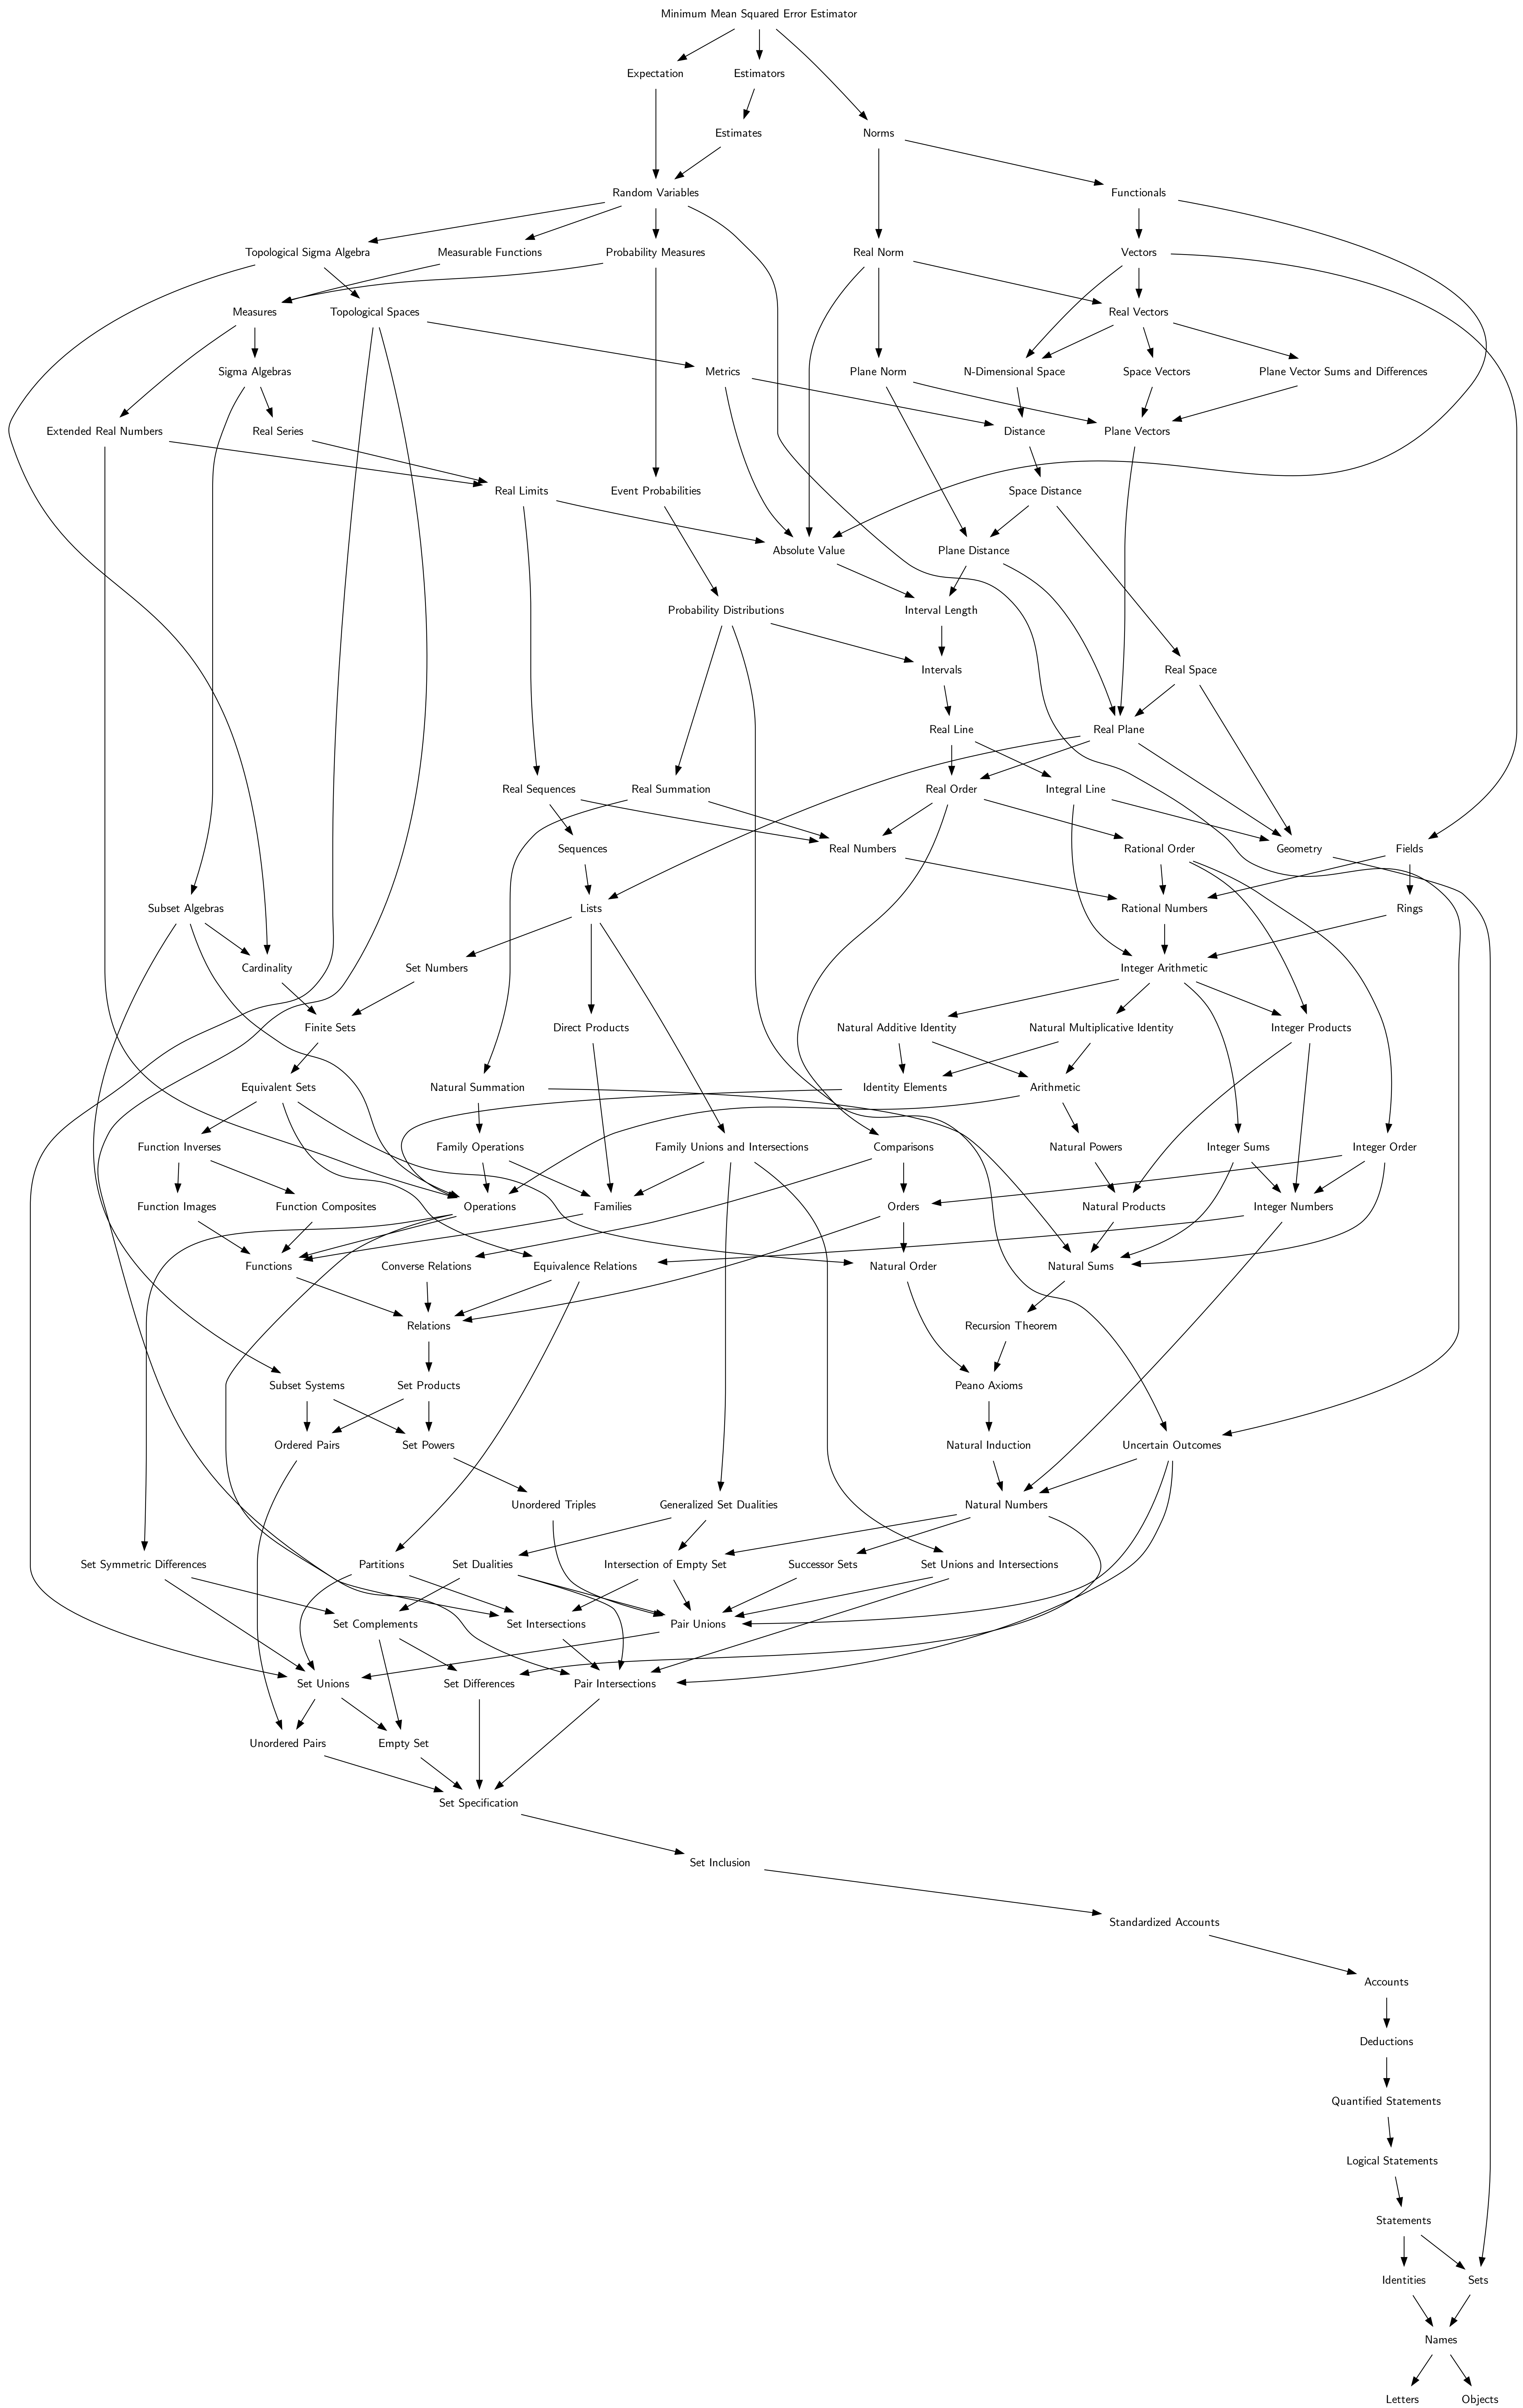 Minimum Mean Squared Error Estimator
Expectation
Estimators
Estimates
Norms
Random Variables
Functionals
Topological Sigma Algebra
Measurable Functions
Probability Measures
Real Norm
Vectors
Measures
Topological Spaces
Real Vectors
Sigma Algebras
Metrics
Plane Norm
N-Dimensional Space
Space Vectors
Plane Vector Sums and Differences
Extended Real Numbers
Real Series
Distance
Plane Vectors
Real Limits
Event Probabilities
Space Distance
Absolute Value
Plane Distance
Probability Distributions
Interval Length
Intervals
Real Space
Real Line
Real Plane
Real Sequences
Real Summation
Real Order
Integral Line
Sequences
Real Numbers
Rational Order
Geometry
Fields
Subset Algebras
Lists
Rational Numbers
Rings
Cardinality
Set Numbers
Integer Arithmetic
Finite Sets
Direct Products
Natural Additive Identity
Natural Multiplicative Identity
Integer Products
Equivalent Sets
Natural Summation
Identity Elements
Arithmetic
Function Inverses
Family Operations
Family Unions and Intersections
Comparisons
Natural Powers
Integer Sums
Integer Order
Function Images
Function Composites
Operations
Families
Orders
Natural Products
Integer Numbers
Functions
Converse Relations
Equivalence Relations
Natural Order
Natural Sums
Relations
Recursion Theorem
Subset Systems
Set Products
Peano Axioms
Ordered Pairs
Set Powers
Natural Induction
Uncertain Outcomes
Unordered Triples
Generalized Set Dualities
Natural Numbers
Set Symmetric Differences
Partitions
Set Dualities
Intersection of Empty Set
Successor Sets
Set Unions and Intersections
Set Complements
Set Intersections
Pair Unions
Set Unions
Set Differences
Pair Intersections
Unordered Pairs
Empty Set
Set Specification
Set Inclusion
Standardized Accounts
Accounts
Deductions
Quantified Statements
Logical Statements
Statements
Identities
Sets
Names
Letters
Objects